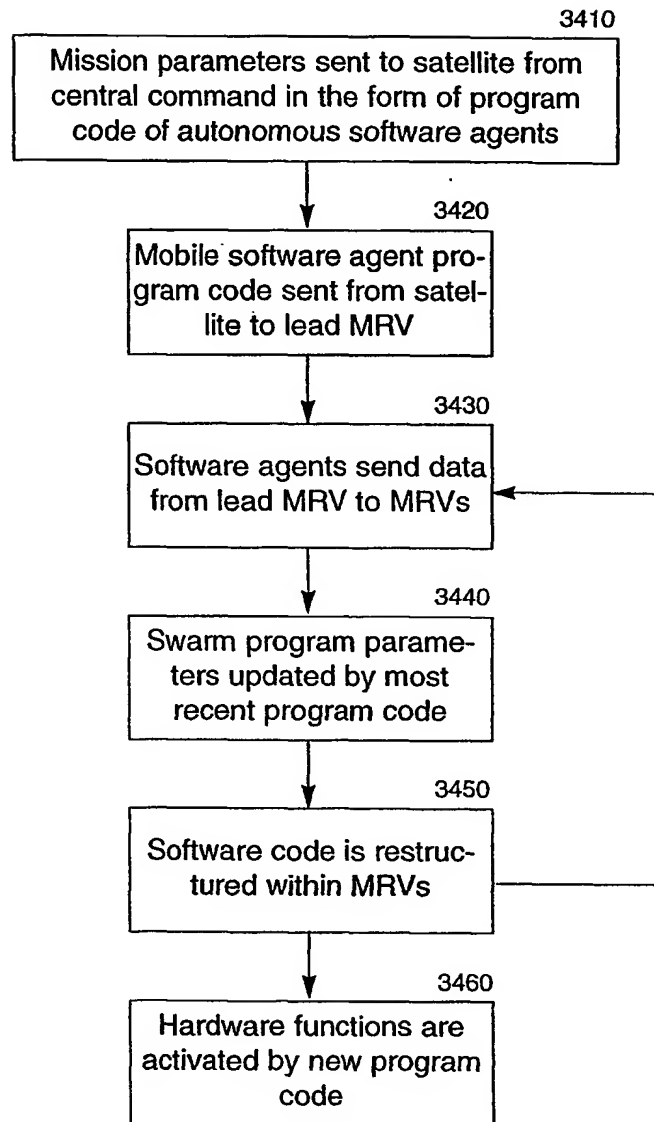 3410
Mission parameters sent to satellite from
central command in the form of program
code of autonomous software agents
3420
Mobile software agent pro-
gram code sent from satel-
lite to lead MRV
3430
Software agents send data
from lead MRV to MRVs
3440
Swarm program parame-
ters updated by most
recent program code
3450
Software code is restruc-
tured within MRVs
3460
Hardware functions are
activated by new program
code